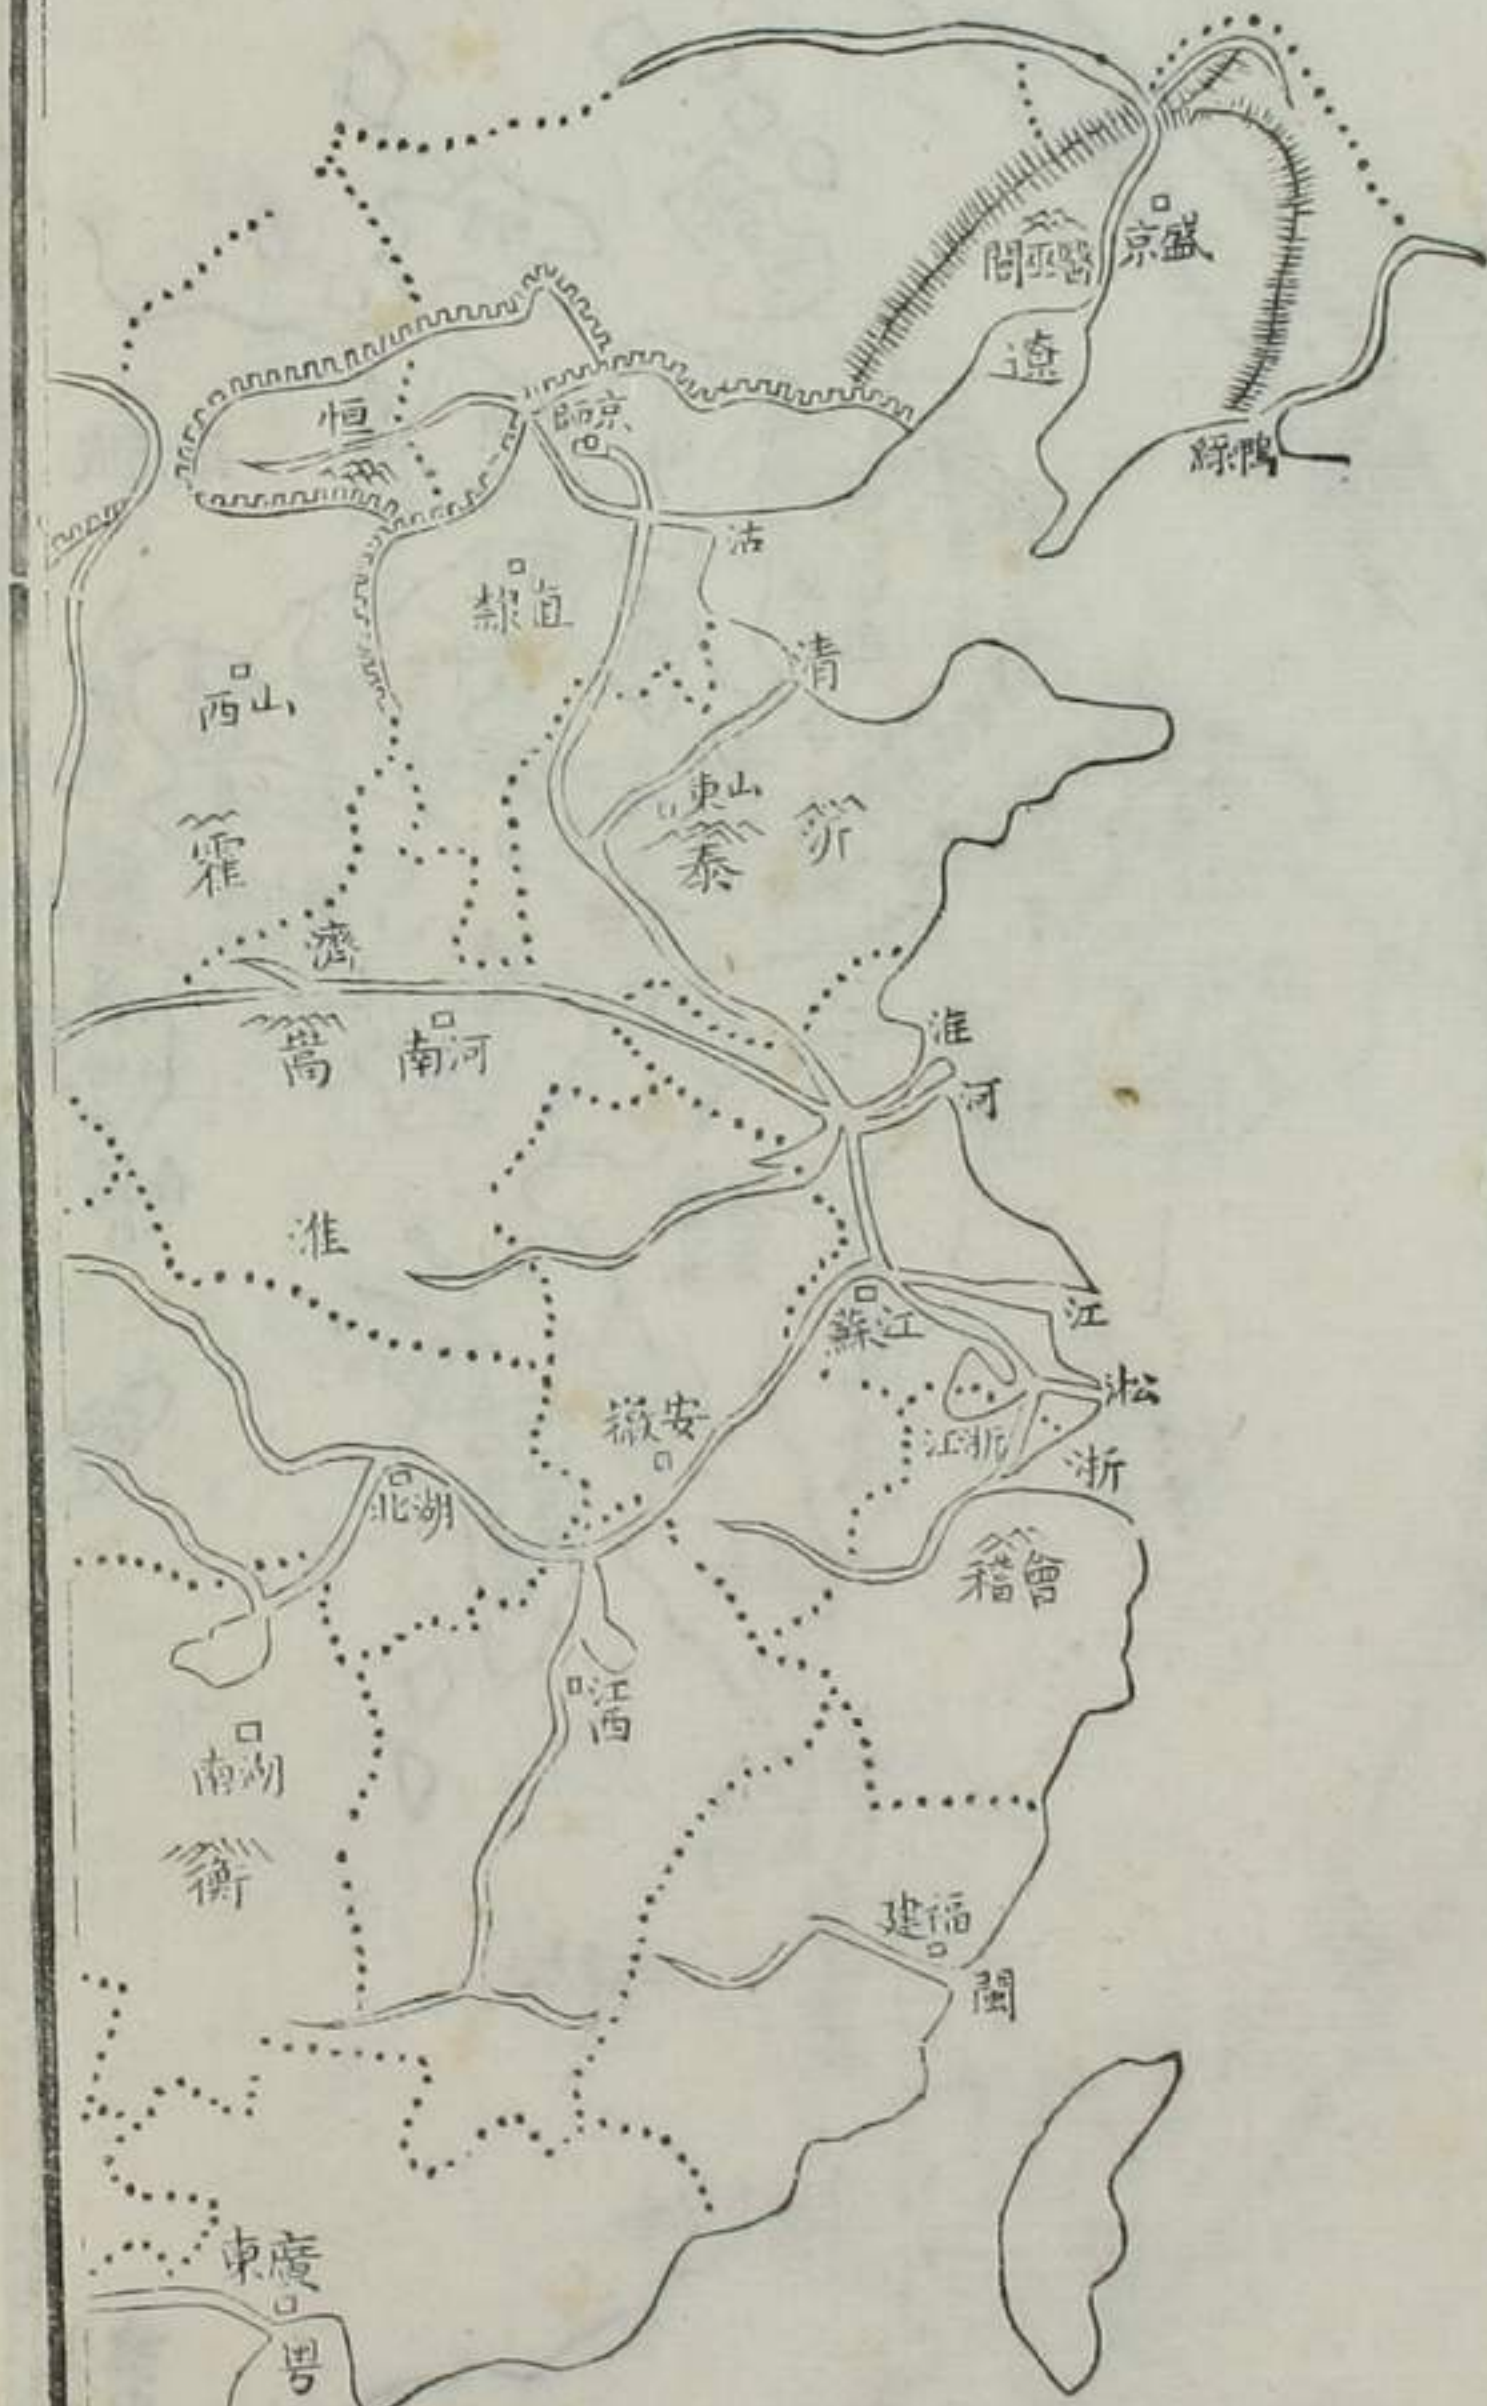 盛京
醫巫閭
遼
鴨綠
京師
恒
沽
直隸
清
山西
山東
沂
泰
霍
濟
淮
河南
嵩
河
淮
江
江蘇
淞
安徽
浙江
浙
湖北
會稽
江西
湖南
衡
福建
閩
廣東
粤